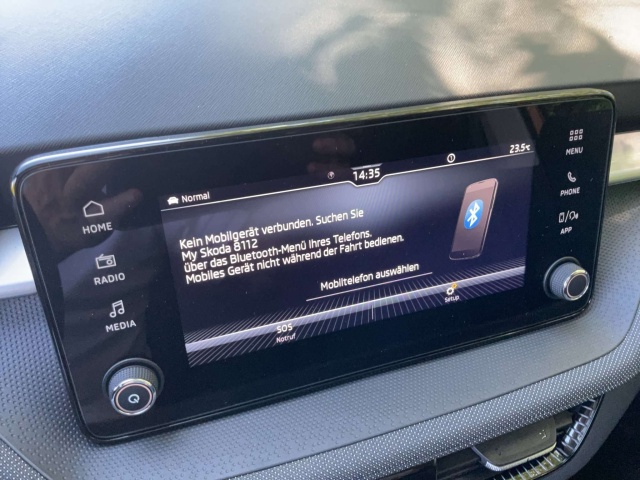 14:35
23.5°C
Normal
HOME
RADIO
MEDIA
Kein Mobilgerät verbunden. Suchen Sie
My Skoda 8112
über das Bluetooth-Menü Ihres Telefons.
Mobiles Gerät nicht während der Fahrt bedienen.
Mobiltelefon auswählen
SOS
Notruf
Setup
MENU
PHONE
APP